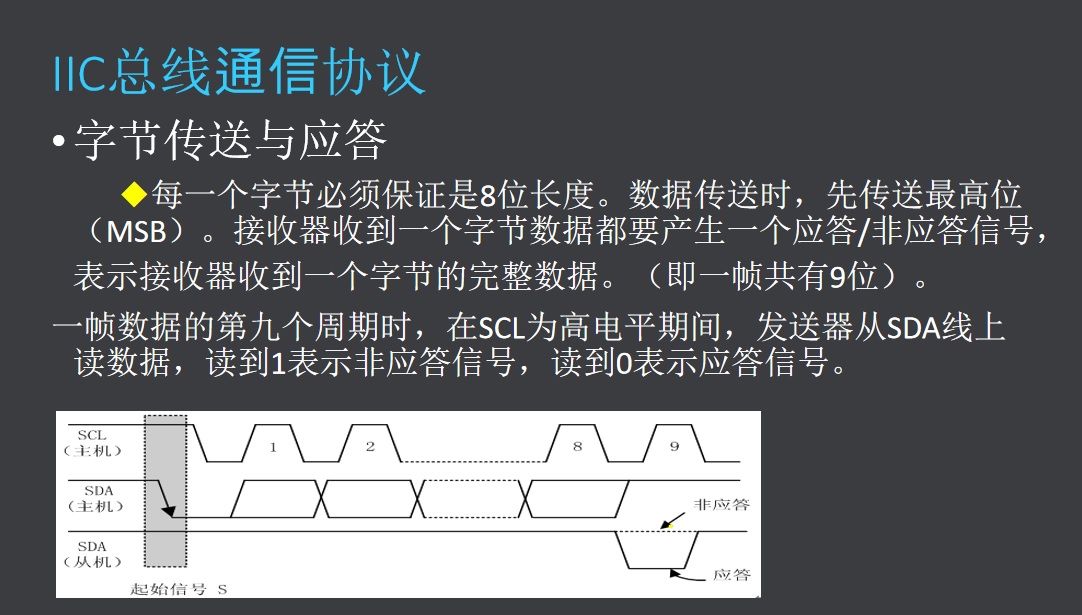 IIC总线通信协议
•字节传送与应答
◆每一个字节必须保证是8位长度。数据传送时，先传送最高位
（MSB）。接收器收到一个字节数据都要产生一个应答/非应答信号，
表示接收器收到一个字节的完整数据。（即一帧共有9位）。
一帧数据的第九个周期时，在SCL为高电平期间，发送器从SDA线上
读数据，读到1表示非应答信号，读到0表示应答信号。
SCL
（主机）
1
2
8
9
SDA
（主机）
非应答
SDA
（从机）
应答
起始信号 S